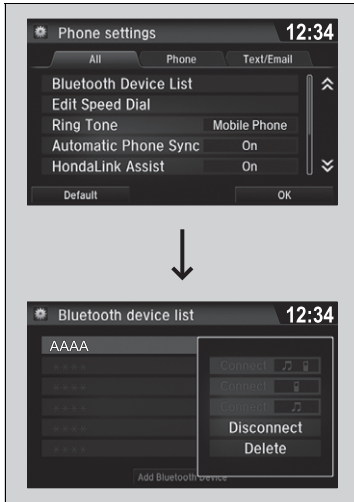 Phone settings 12:34
All Phone Text/Email
Bluetooth Device List
Edit Speed Dial
Ring Tone Mobile Phone
Automatic Phone Sync On
HondaLink Assist On
Default OK
Bluetooth device list 12:34
AAAA
Connect
Connect
Connect
Disconnect
Delete
Add Bluetooth Device